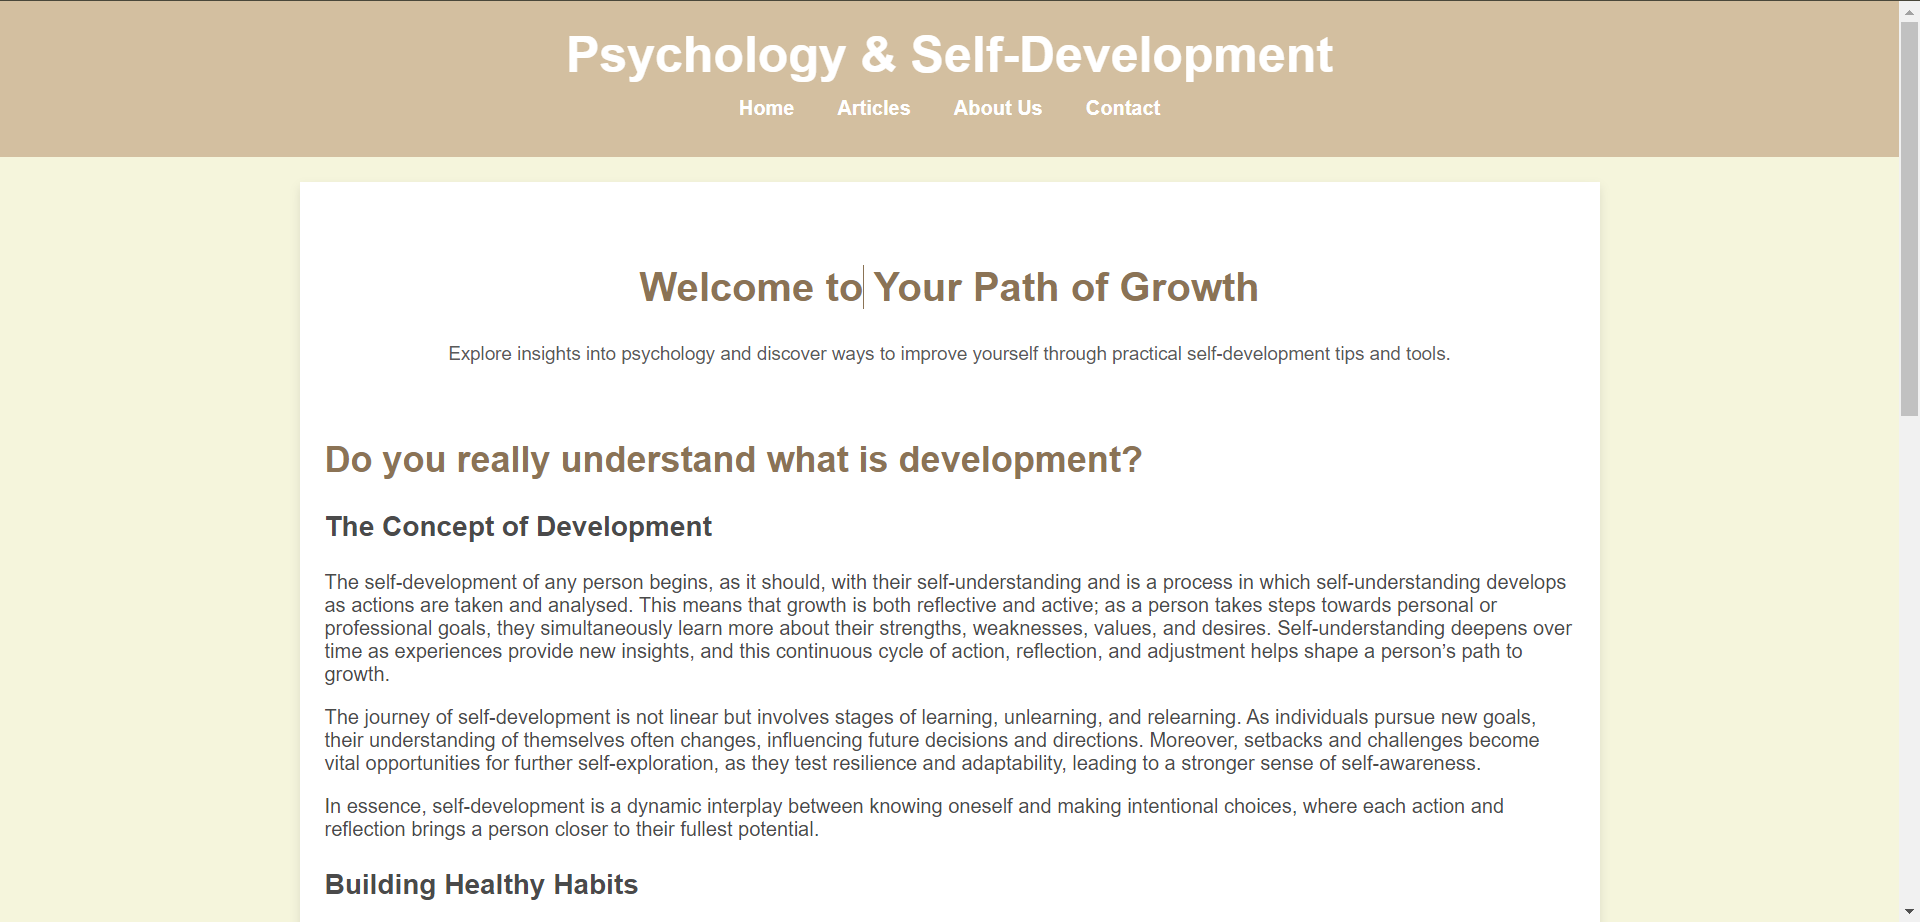 Psychology & Self-Development
Home Articles About Us Contact
Welcome to Your Path of Growth
Explore insights into psychology and discover ways to improve yourself through practical self-development tips and tools.
Do you really understand what is development?
The Concept of Development
The self-development of any person begins, as it should, with their self-understanding and is a process in which self-understanding develops
as actions are taken and analysed. This means that growth is both reflective and active; as a person takes steps towards personal or
professional goals, they simultaneously learn more about their strengths, weaknesses, values, and desires. Self-understanding deepens over
time as experiences provide new insights, and this continuous cycle of action, reflection, and adjustment helps shape a person’s path to
growth.
The journey of self-development is not linear but involves stages of learning, unlearning, and relearning. As individuals pursue new goals,
their understanding of themselves often changes, influencing future decisions and directions. Moreover, setbacks and challenges become
vital opportunities for further self-exploration, as they test resilience and adaptability, leading to a stronger sense of self-awareness.
In essence, self-development is a dynamic interplay between knowing oneself and making intentional choices, where each action and
reflection brings a person closer to their fullest potential.
Building Healthy Habits